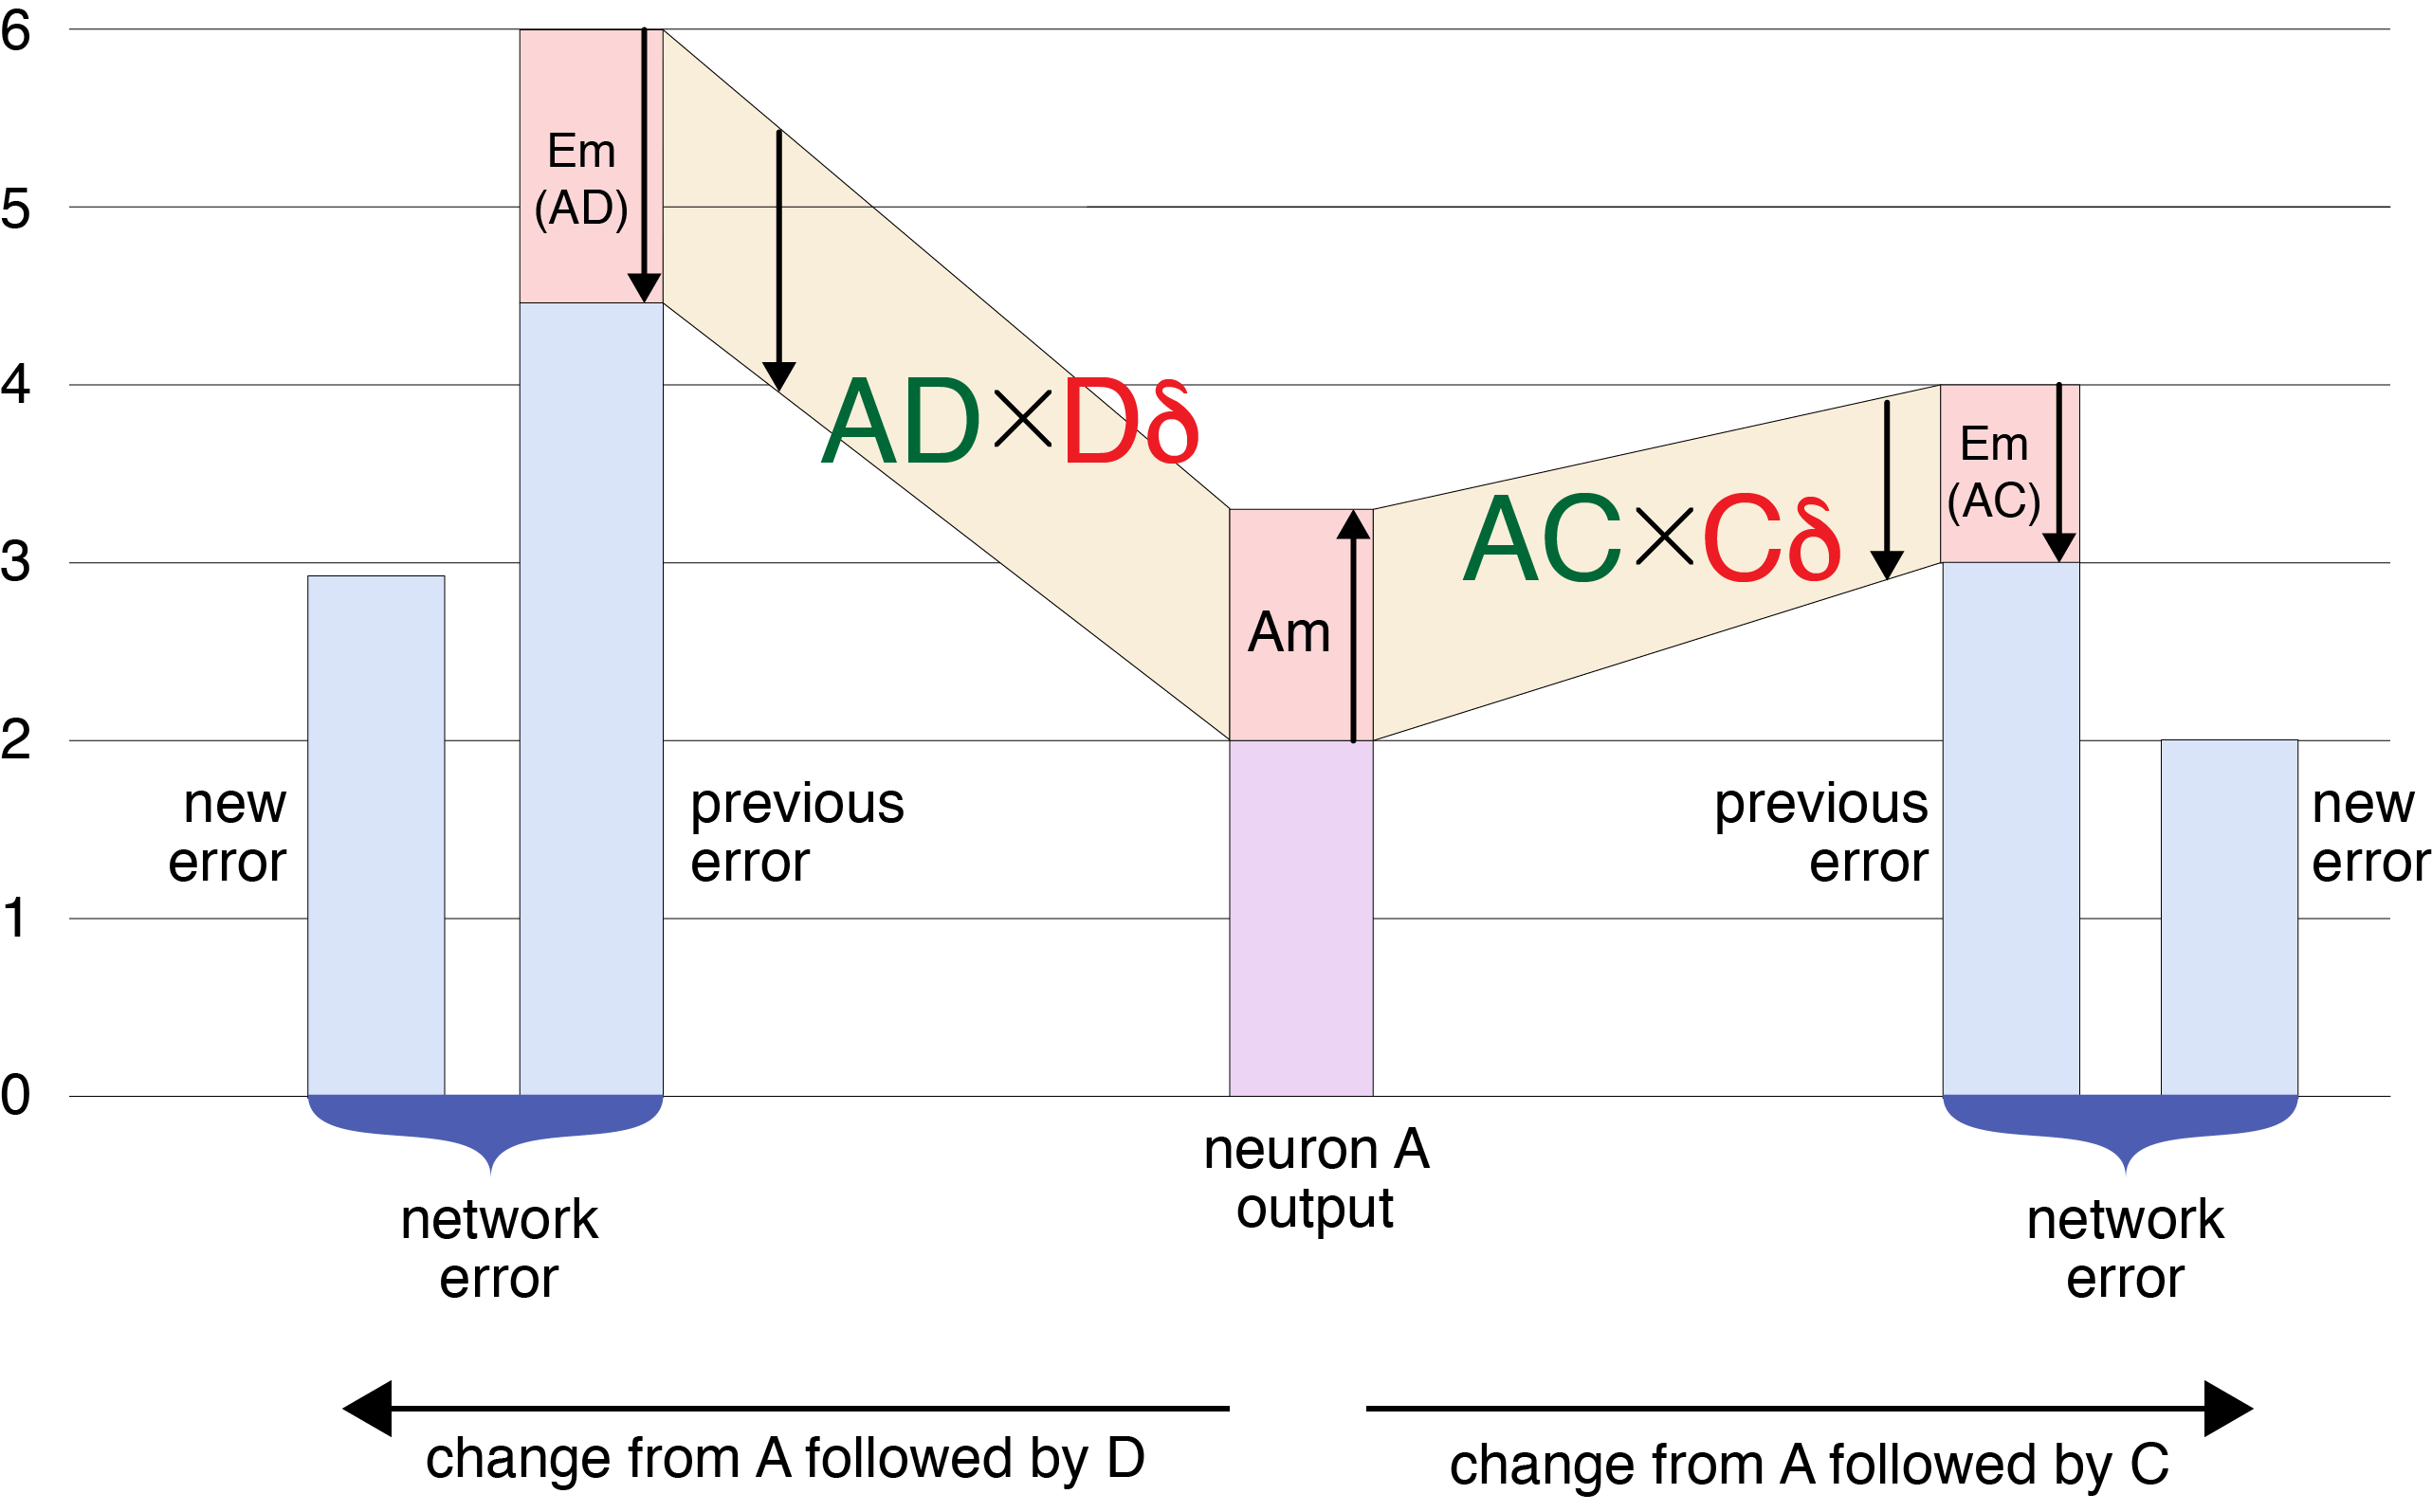 6
5
4
3
2
1
0
Em
(AD)
AD×Dδ
Am
AC×Cδ
Em
(AC)
new
error
previous
error
previous
error
new
error
network
error
neuron A
output
network
error
change from A followed by D
change from A followed by C